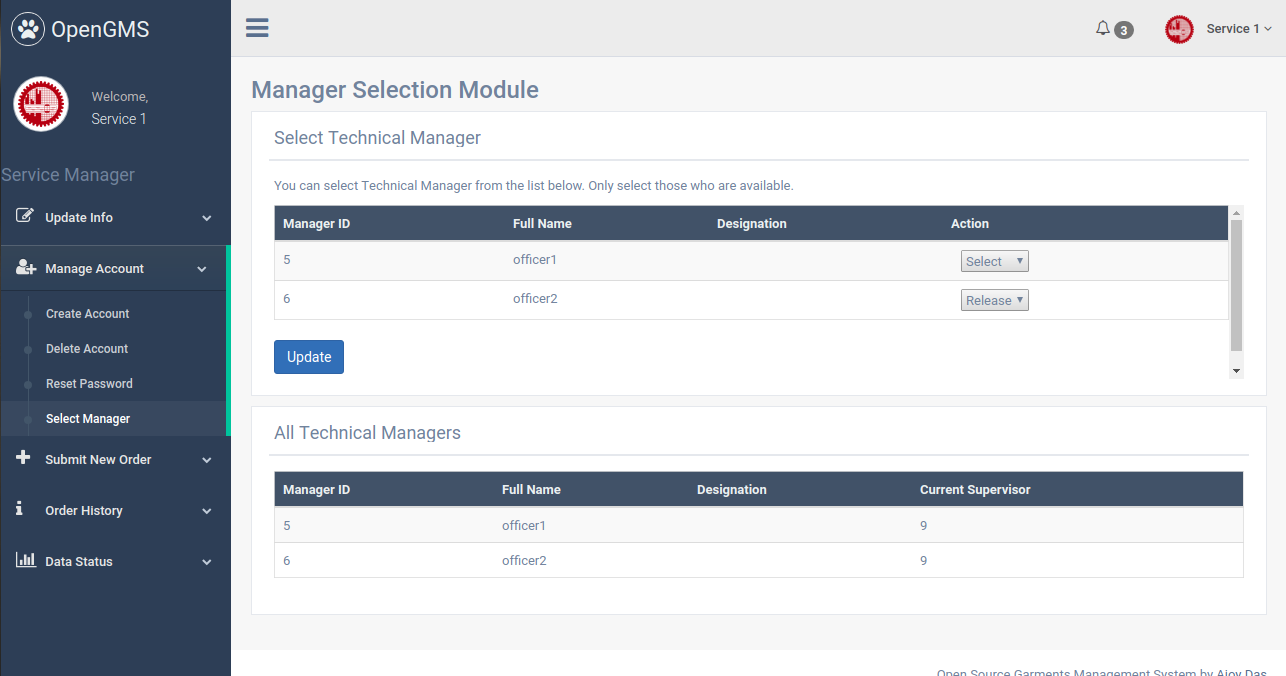 OpenGMS
3
Service 1
Welcome,
Service 1
Service Manager
Update Info
Manage Account
Create Account
Delete Account
Reset Password
Select Manager
Submit New Order
Order History
Data Status
Manager Selection Module
Select Technical Manager
You can select Technical Manager from the list below. Only select those who are available.
Manager ID Full Name Designation Action
5 officer1 Select
6 officer2 Release
Update
All Technical Managers
Manager ID Full Name Designation Current Supervisor
5 officer1 9
6 officer2 9
Open Source Garments Management System by Ajoy Das